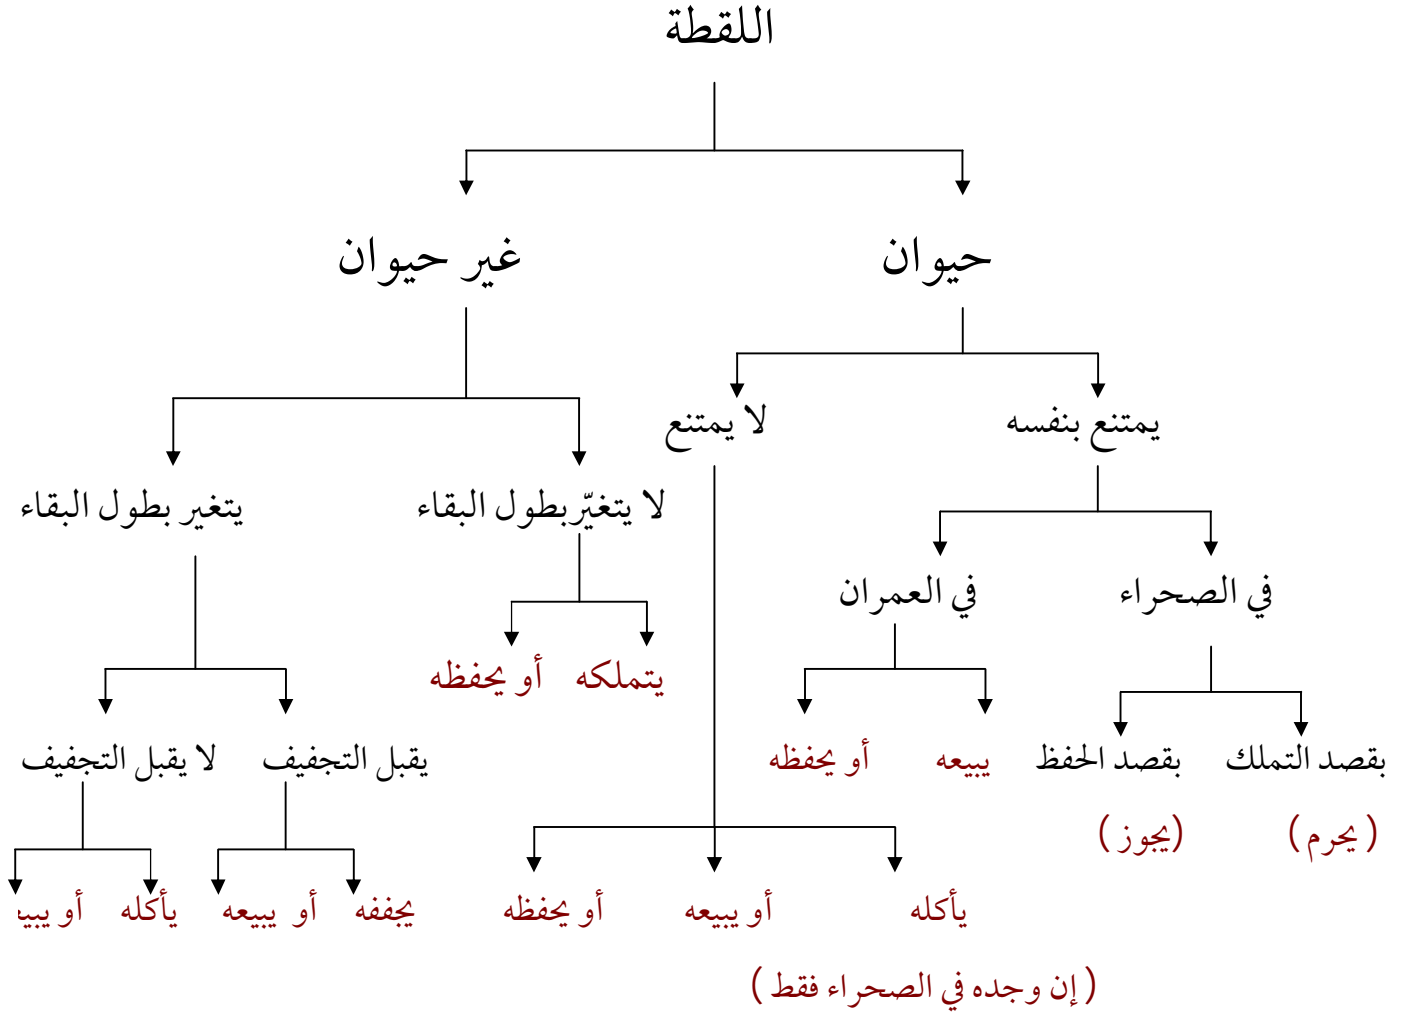 اللقطة
حيوان غير حيوان
يمتنع بنفسه لا يمتنع
لا يتغيّر بطول البقاء يتغير بطول البقاء
في الصحراء في العمران
يتملكه أو يحفظه
بقصد التملك بقصد الحفظ يبيعه أو يحفظه يقبل التجفيف لا يقبل التجفيف
( يحرم ) (يجوز )
يأكله أو يبيعه أو يحفظه يجففه أو يبيعه يأكله أو
( إن وجده في الصحراء فقط )